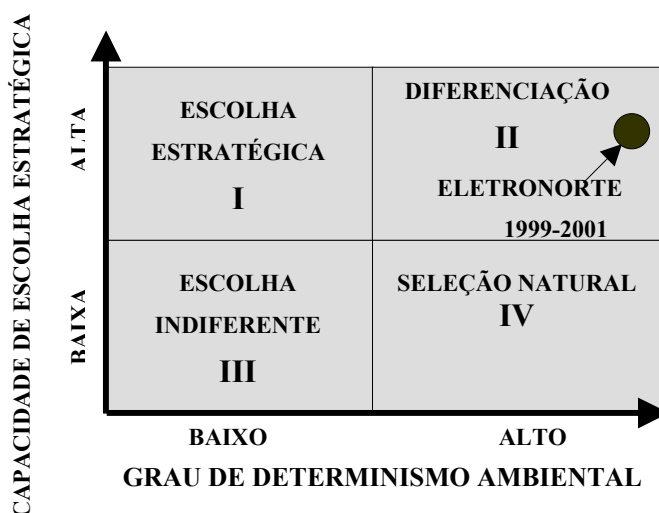 CAPACIDADE DE ESCOLHA ESTRATÉGICA
ALTA
BAIXA
ESCOLHA
ESTRATÉGICA
I
DIFERENCIAÇÃO
II
ELETRONORTE
1999-2001
ESCOLHA
INDIFERENTE
III
SELEÇÃO NATURAL
IV
BAIXO
ALTO
GRAU DE DETERMINISMO AMBIENTAL